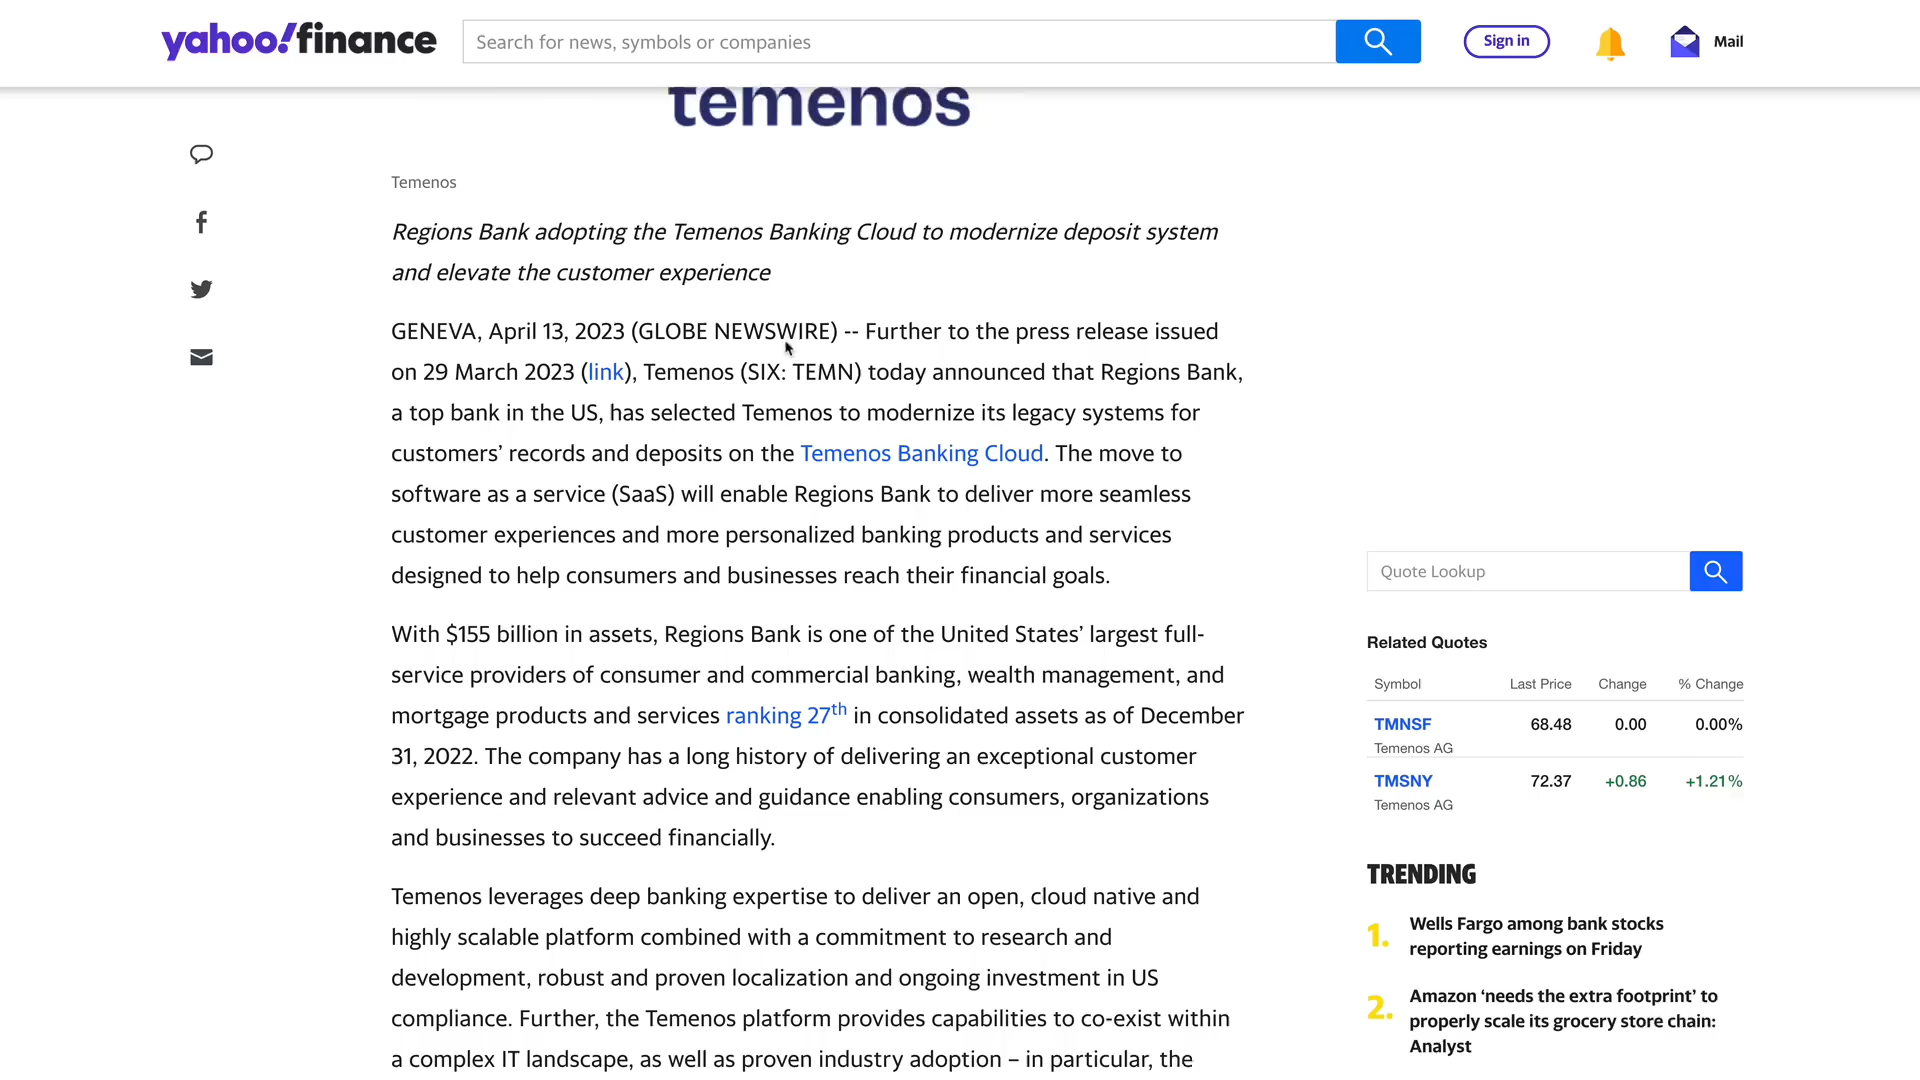 yahoo!finance
Search for news, symbols or companies
Sign in
Mail
temenos
Temenos
Regions Bank adopting the Temenos Banking Cloud to modernize deposit system
and elevate the customer experience
GENEVA, April 13, 2023 (GLOBE NEWSWIRE) -- Further to the press release issued
on 29 March 2023 (link), Temenos (SIX: TEMN) today announced that Regions Bank,
a top bank in the US, has selected Temenos to modernize its legacy systems for
customers’ records and deposits on the Temenos Banking Cloud. The move to
software as a service (SaaS) will enable Regions Bank to deliver more seamless
customer experiences and more personalized banking products and services
designed to help consumers and businesses reach their financial goals.
With $155 billion in assets, Regions Bank is one of the United States’ largest full-
service providers of consumer and commercial banking, wealth management, and
mortgage products and services ranking 27th in consolidated assets as of December
31, 2022. The company has a long history of delivering an exceptional customer
experience and relevant advice and guidance enabling consumers, organizations
and businesses to succeed financially.
Temenos leverages deep banking expertise to deliver an open, cloud native and
highly scalable platform combined with a commitment to research and
development, robust and proven localization and ongoing investment in US
compliance. Further, the Temenos platform provides capabilities to co-exist within
a complex IT landscape, as well as proven industry adoption – in particular, the
Quote Lookup
Related Quotes
Symbol Last Price Change % Change
TMNSF 68.48 0.00 0.00%
Temenos AG
TMSNY 72.37 +0.86 +1.21%
Temenos AG
TRENDING
1. Wells Fargo among bank stocks
reporting earnings on Friday
2. Amazon ‘needs the extra footprint’ to
properly scale its grocery store chain:
Analyst